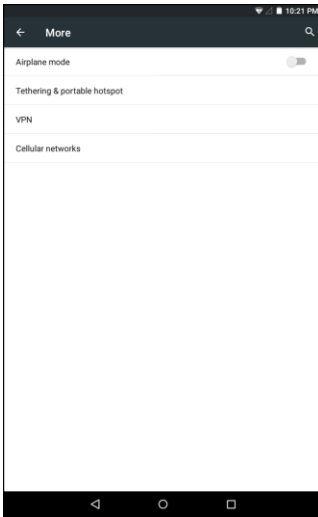 10:21 PM
More
Airplane mode
Tethering & portable hotspot
VPN
Cellular networks